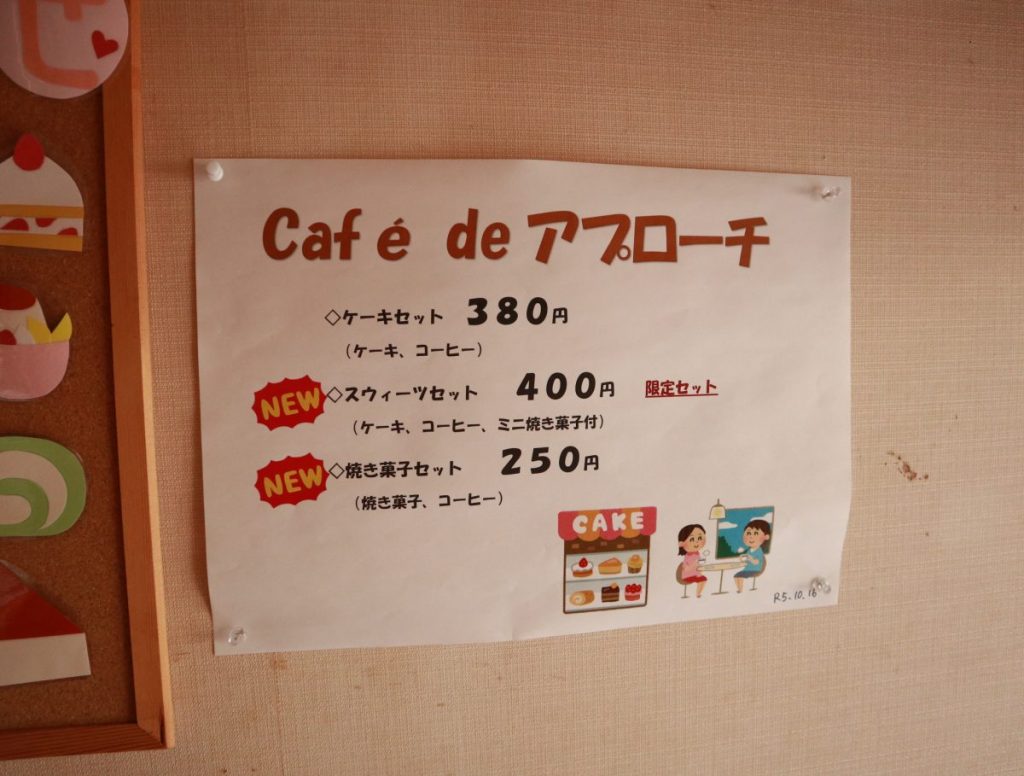 せ
Café de アプローチ
◇ケーキセット 380円
（ケーキ、コーヒー）
NEW ◇スウィーツセット 400円 限定セット
（ケーキ、コーヒー、ミニ焼き菓子付）
NEW ◇焼き菓子セット 250円
（焼き菓子、コーヒー）
CAKE
R5.10.16